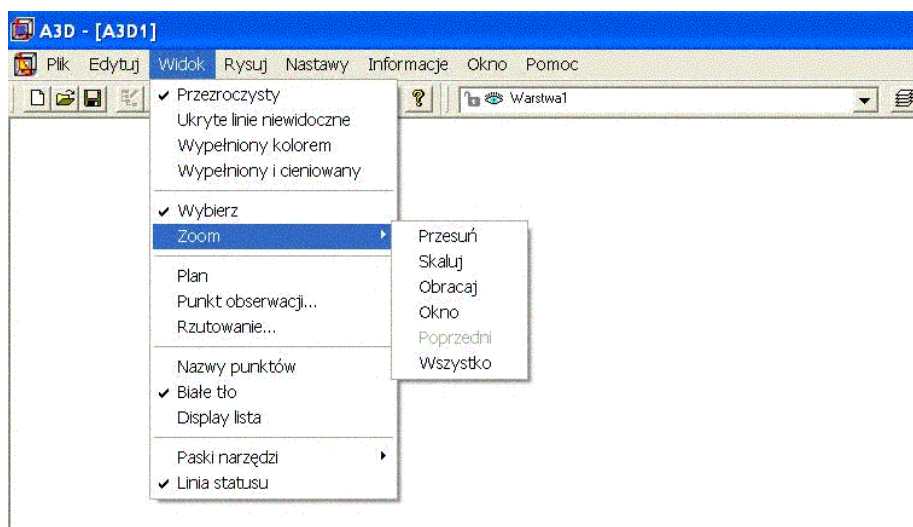 A3D - [A3D1]
Plik Edytuj Widok Rysuj Nastawy Informacje Okno Pomoc
Warstwa1
Przezroczysty
Ukryte linie niewidoczne
Wypełniony kolorem
Wypełniony i cieniowany
Wybierz
Zoom
Przesuń
Skaluj
Obracaj
Okno
Poprzedni
Wszystko
Plan
Punkt obserwacji...
Rzutowanie...
Nazwy punktów
Białe tło
Display lista
Paski narzędzi
Linia statusu